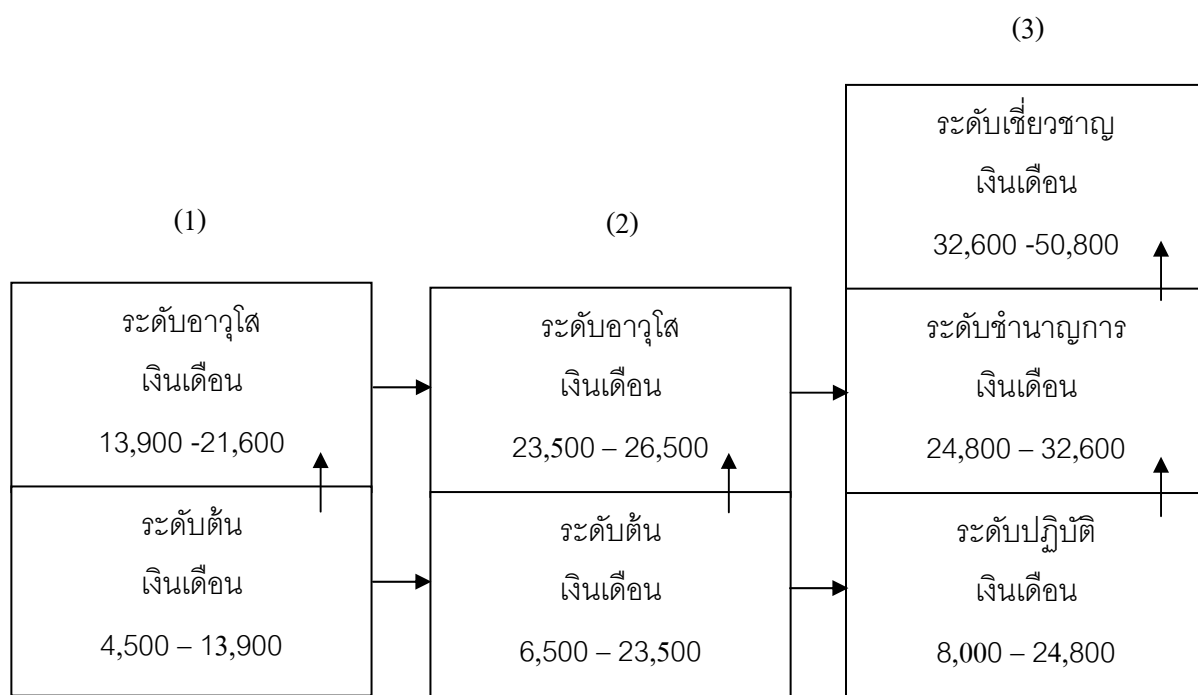 (1)
ระดับอาวุโส
เงินเดือน
13,900 -21,600
ระดับต้น
เงินเดือน
4,500 – 13,900
(2)
ระดับอาวุโส
เงินเดือน
23,500 – 26,500
ระดับต้น
เงินเดือน
6,500 – 23,500
(3)
ระดับเชี่ยวชาญ
เงินเดือน
32,600 -50,800
ระดับชำนาญการ
เงินเดือน
24,800 – 32,600
ระดับปฏิบัติ
เงินเดือน
8,000 – 24,800